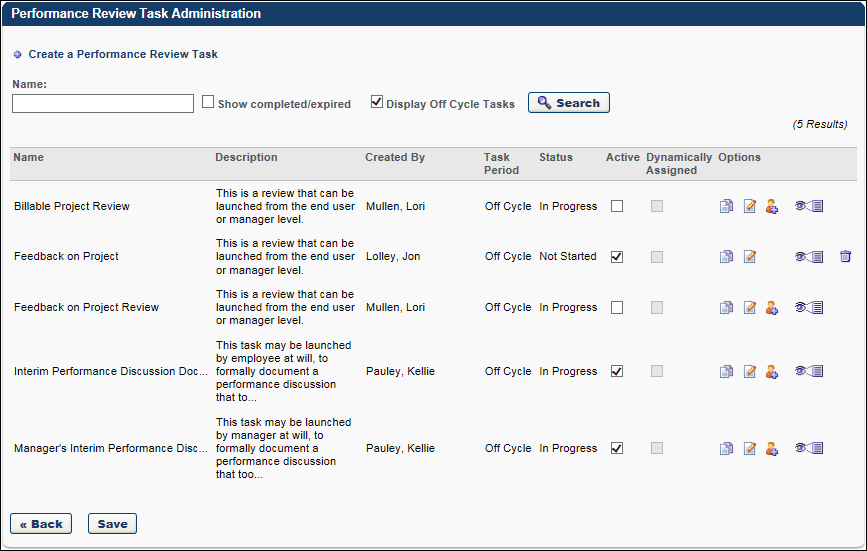 Performance Review Task Administration
Create a Performance Review Task
Name:
Show completed/expired
Display Off Cycle Tasks
Search
(5 Results)
Name Description Created By Task Period Status Active Dynamically Assigned Options
Billable Project Review
This is a review that can be
launched from the end user
or manager level.
Mullen, Lori
Off Cycle
In Progress
Feedback on Project
This is a review that can be
launched from the end user
or manager level.
Lolley, Jon
Off Cycle
Not Started
Feedback on Project Review
This is a review that can be
launched from the end user
or manager level.
Mullen, Lori
Off Cycle
In Progress
Interim Performance Discussion Doc...
This task may be launched
by employee at will, to
formally document a
performance discussion
that to...
Pauley, Kellie
Off Cycle
In Progress
Manager's Interim Performance Disc...
This task may be launched
by manager at will, to
formally document a
performance discussion
that too...
Pauley, Kellie
Off Cycle
In Progress
« Back
Save